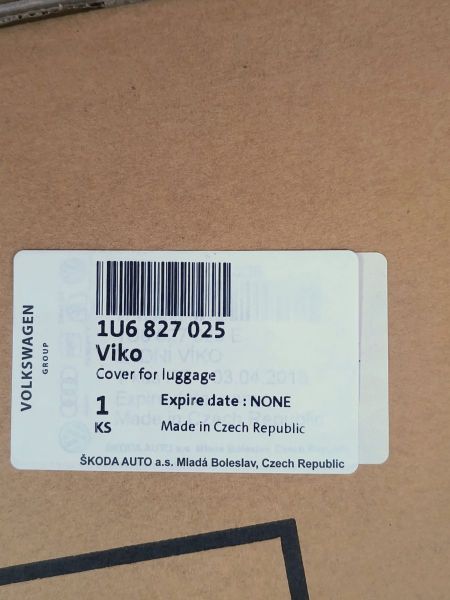 VOLKSWAGEN
GROUP
1U6 827 025
Viko
Cover for luggage
1
KS
Expire date : NONE
Made in Czech Republic
ŠKODA AUTO a.s. Mladá Boleslav, Czech Republic